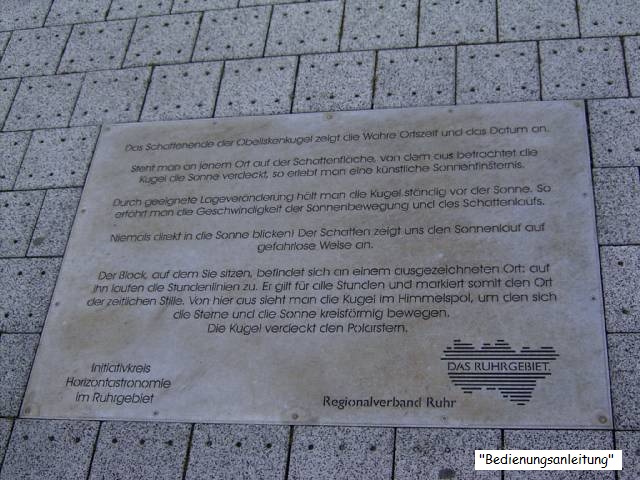 Das Schattenende der Obeliskenkugel zeigt die Wahre Ortszeit und das Datum an.
Steht man an jenem Ort auf der Schattenfläche, von dem aus betrachtet die
Kugel die Sonne verdeckt, so erlebt man eine künstliche Sonnenfinsternis.
Durch geeignete Lageveränderung hält man die Kugel ständig vor der Sonne. So
erfährt man die Geschwindigkeit der Sonnenbewegung und des Schattenlaufs.
Niemals direkt in die Sonne blicken! Der Schatten zeigt uns den Sonnenlauf auf
gefahrlose Weise an.
Der Block, auf dem Sie sitzen, befindet sich an einem ausgezeichneten Ort: auf
ihn laufen die Stundenlinien zu. Er gilt für alle Stunden und markiert somit den Ort
der zeitlichen Stille. Von hier aus sieht man die Kugel im Himmelspol, um den sich
die Sterne und die Sonne kreisförmig bewegen.
Die Kugel verdeckt den Polarstern.
Initiativkreis
Horizontastronomie
im Ruhrgebiet
DAS RUHRGEBIET.
Regionalverband Ruhr
"Bedienungsanleitung"